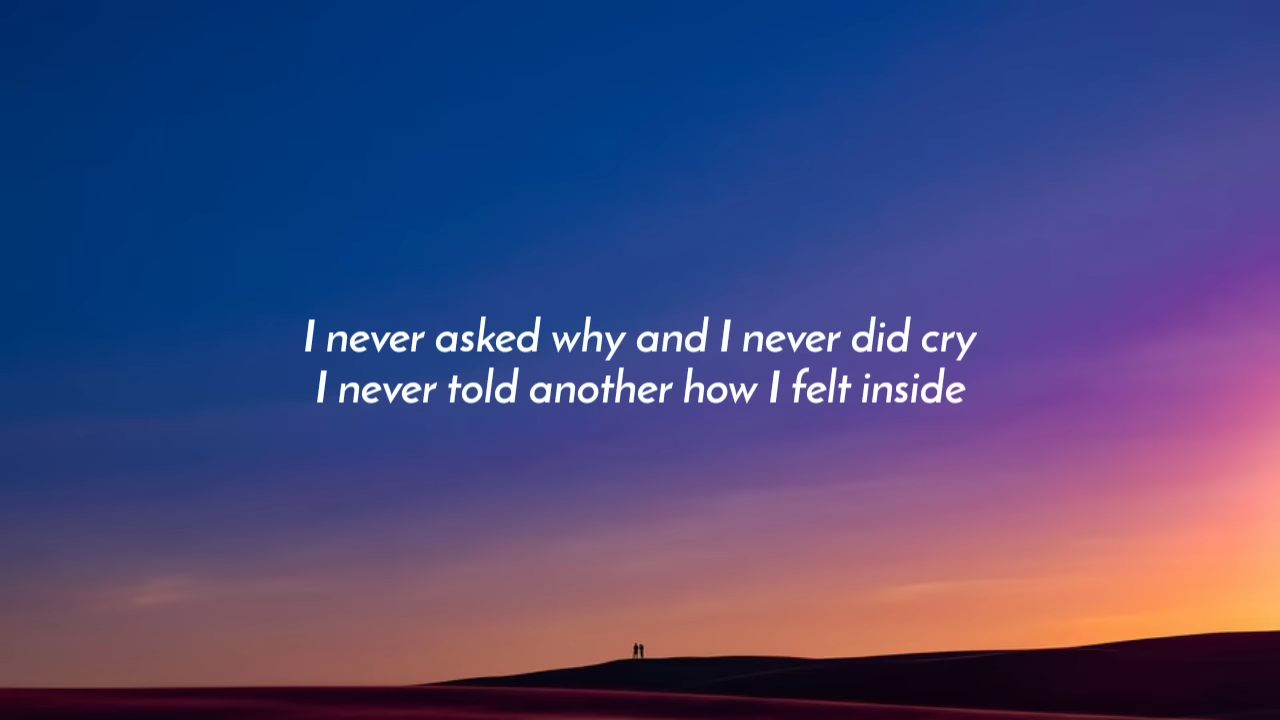 I never asked why and I never did cry
I never told another how I felt inside